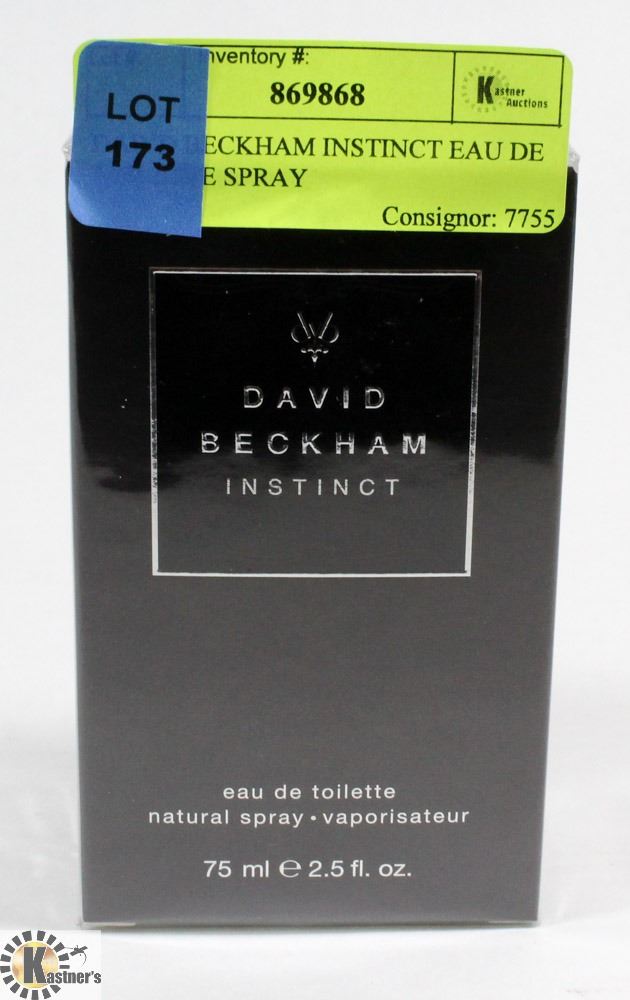 Inventory #:
LOT
173
869868
Kastner
Auctions
BECKHAM INSTINCT EAU DE
E SPRAY
Consignor: 7755
DAVID
BECKHAM
INSTINCT
eau de toilette
natural spray • vaporisateur
75 ml ℮ 2.5 fl. oz.
Kastner's